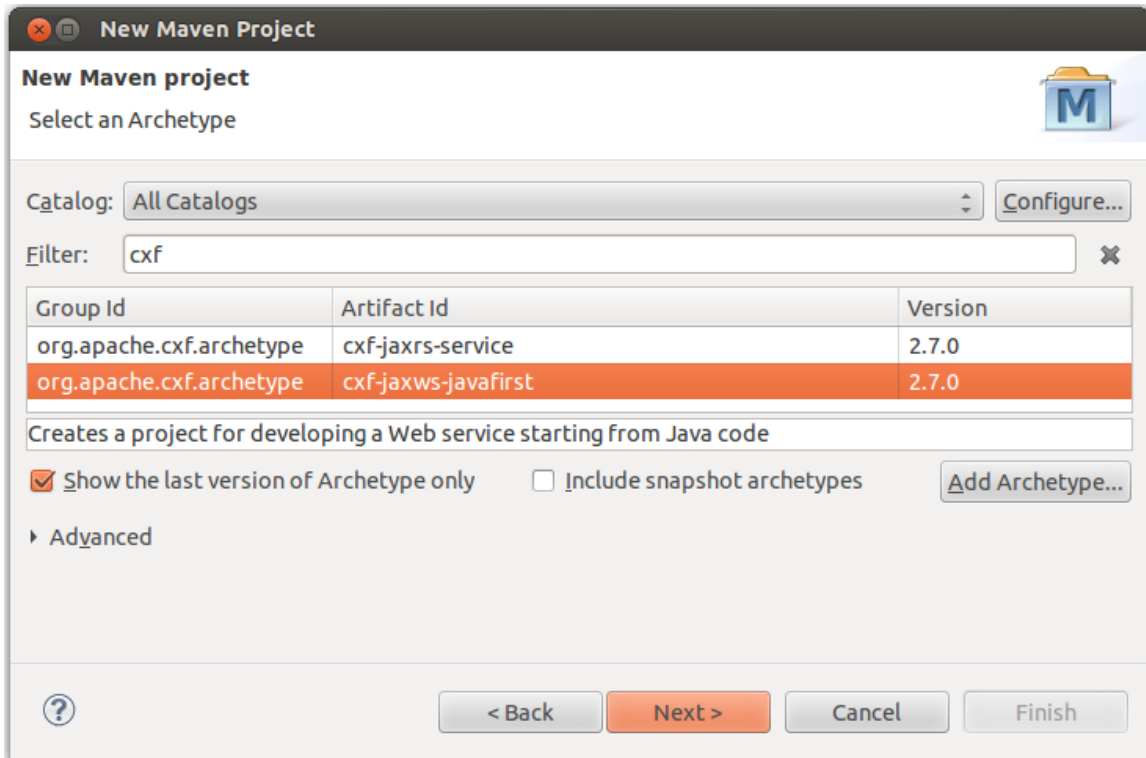 New Maven Project
New Maven project
Select an Archetype
M
Catalog: All Catalogs Configure...
Filter: cxf
Group Id Artifact Id Version
org.apache.cxf.archetype cxf-jaxrs-service 2.7.0
org.apache.cxf.archetype cxf-jaxws-javafirst 2.7.0
Creates a project for developing a Web service starting from Java code
Show the last version of Archetype only Include snapshot archetypes Add Archetype...
Advanced
? < Back Next > Cancel Finish